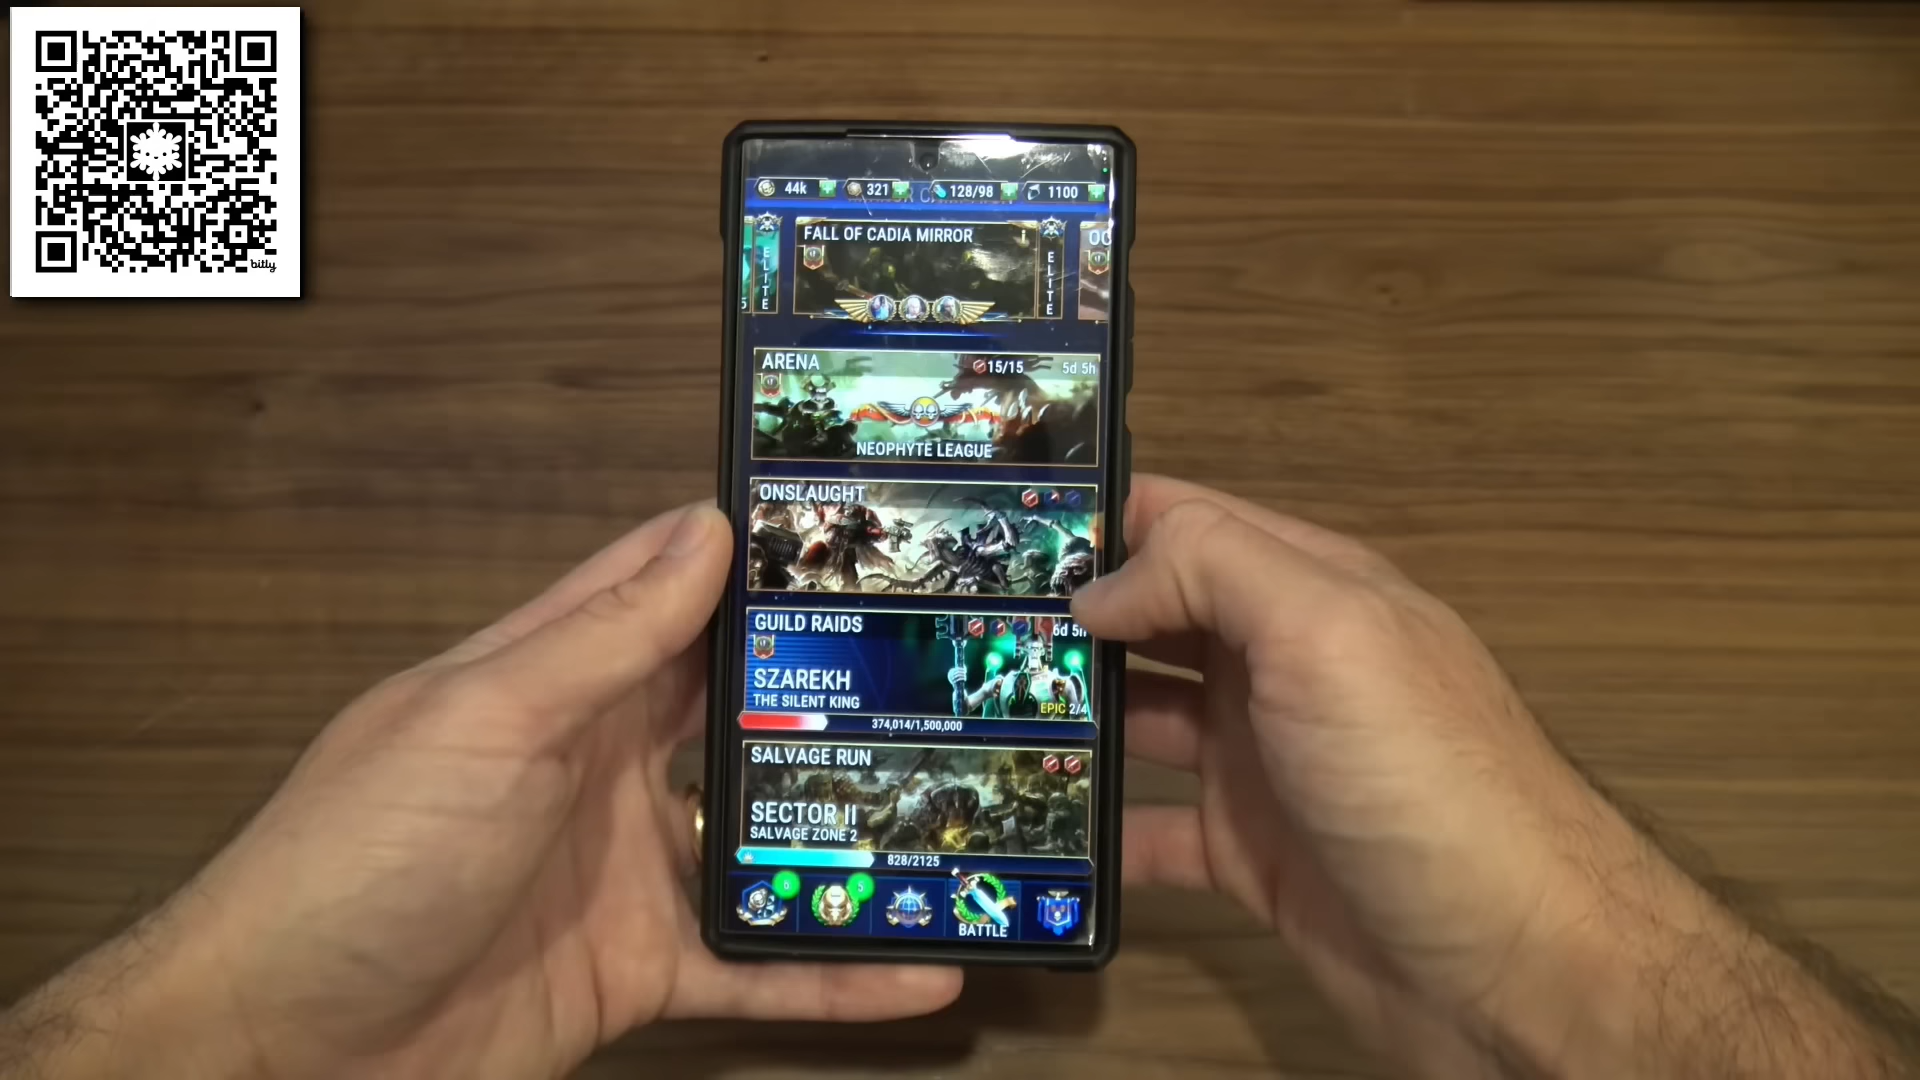 bitly
44k
321
128/98
1100
FALL OF CADIA MIRROR
ELITE
ELITE
ARENA
15/15
5d 5h
NEOPHYTE LEAGUE
ONSLAUGHT
GUILD RAIDS
6d 5h
SZAREKH
THE SILENT KING
EPIC 2/4
374,014/1,500,000
SALVAGE RUN
SECTOR II
SALVAGE ZONE 2
828/2125
5
BATTLE